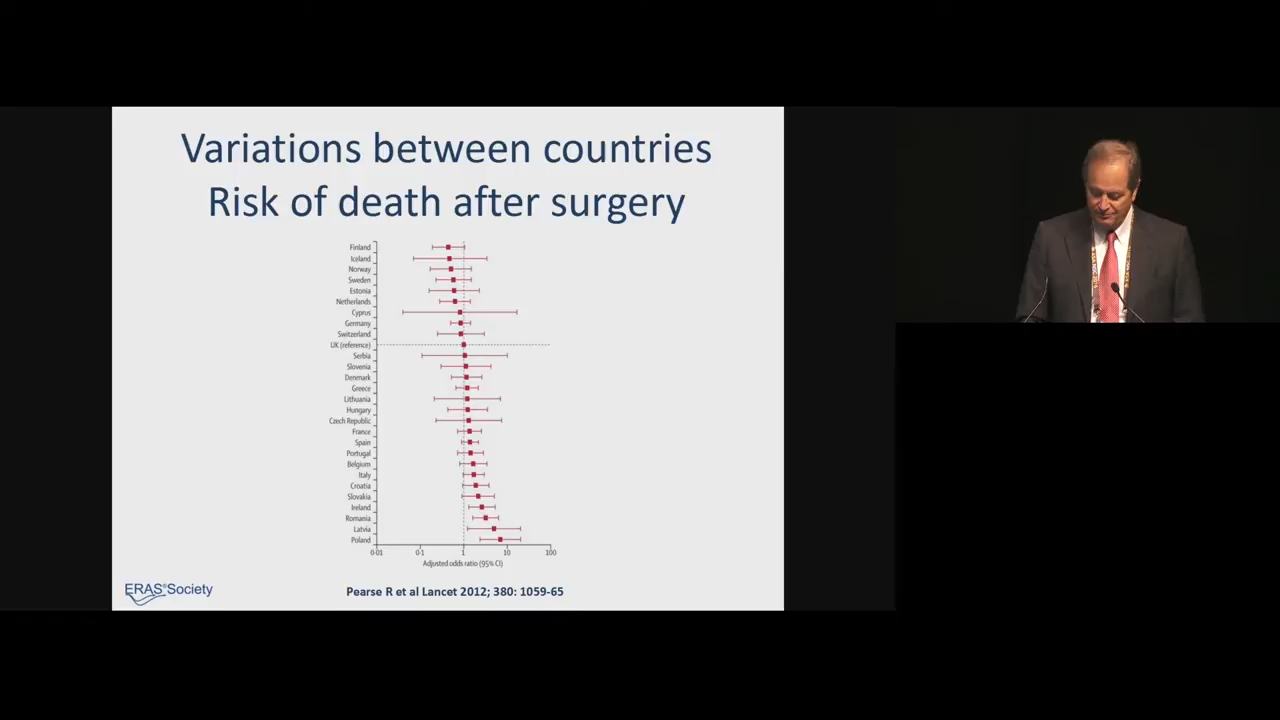 Variations between countries
Risk of death after surgery
Finland
Iceland
Norway
Sweden
Estonia
Netherlands
Cyprus
Germany
Switzerland
UK (reference)
Serbia
Slovenia
Denmark
Greece
Lithuania
Hungary
Czech Republic
France
Spain
Portugal
Belgium
Italy
Croatia
Slovakia
Ireland
Romania
Latvia
Poland
0·01 0·1 1 10 100
Adjusted odds ratio (95% CI)
ERAS®Society
Pearse R et al Lancet 2012; 380: 1059-65